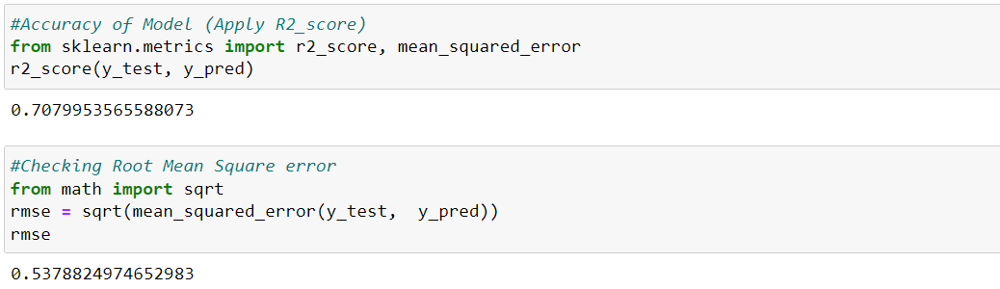 #Accuracy of Model (Apply R2_score)
from sklearn.metrics import r2_score, mean_squared_error
r2_score(y_test, y_pred)
0.7079953565588073
#Checking Root Mean Square error
from math import sqrt
rmse = sqrt(mean_squared_error(y_test,  y_pred))
rmse
0.5378824974652983